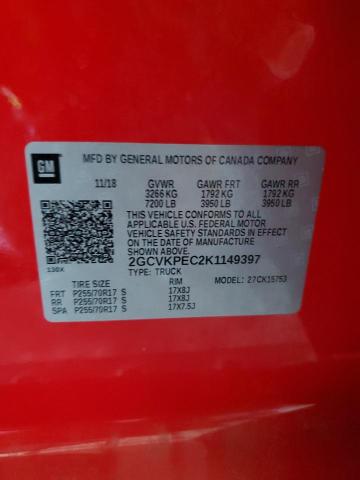 GM
MFD BY GENERAL MOTORS OF CANADA COMPANY
11/18 GVWR GAWR FRT GAWR RR
3266 KG 1792 KG 1792 KG
7200 LB 3950 LB 3950 LB
THIS VEHICLE CONFORMS TO ALL
APPLICABLE U.S. FEDERAL MOTOR
VEHICLE SAFETY STANDARDS IN
EFFECT ON THE DATE OF
MANUFACTURE SHOWN ABOVE.
2GCVKPEC2K1149397
130X TYPE: TRUCK MODEL: 27CK15753
TIRE SIZE RIM
FRT P255/70R17 S 17X8J
RR P255/70R17 S 17X8J
SPA P255/70R17 S 17X7.5J